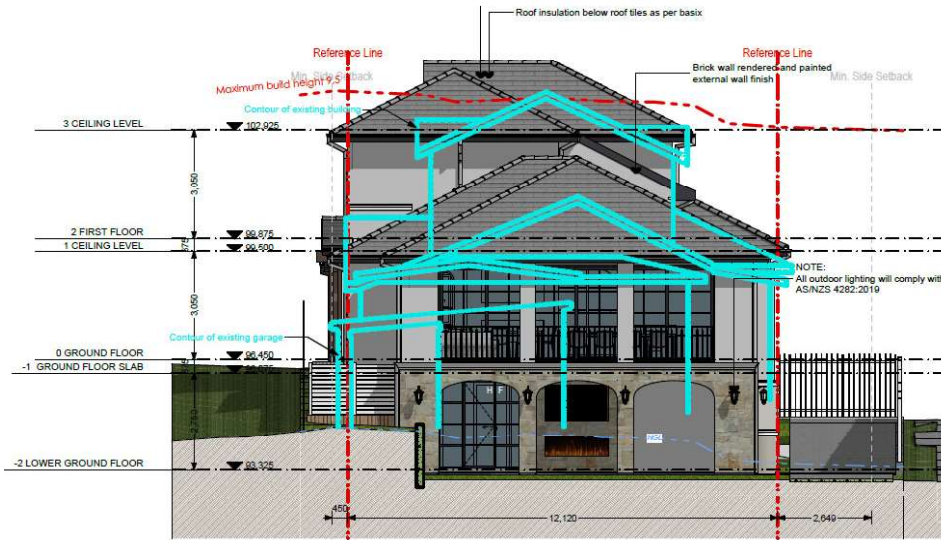 Roof insulation below roof tiles as per basix
Reference Line
Reference Line
Min. Side Setback
Maximum build height 9,5
Brick wall rendered and painted
external wall finish
Min. Side Setback
Contour of existing building
3 CEILING LEVEL
102,925
3,050
2 FIRST FLOOR
99,875
1 CEILING LEVEL
99,500
NOTE:
All outdoor lighting will comply with
AS/NZS 4282:2019
3,050
Contour of existing garage
0 GROUND FLOOR
96,450
-1 GROUND FLOOR SLAB
NGL
-2 LOWER GROUND FLOOR
93,325
450
12,120
2,649